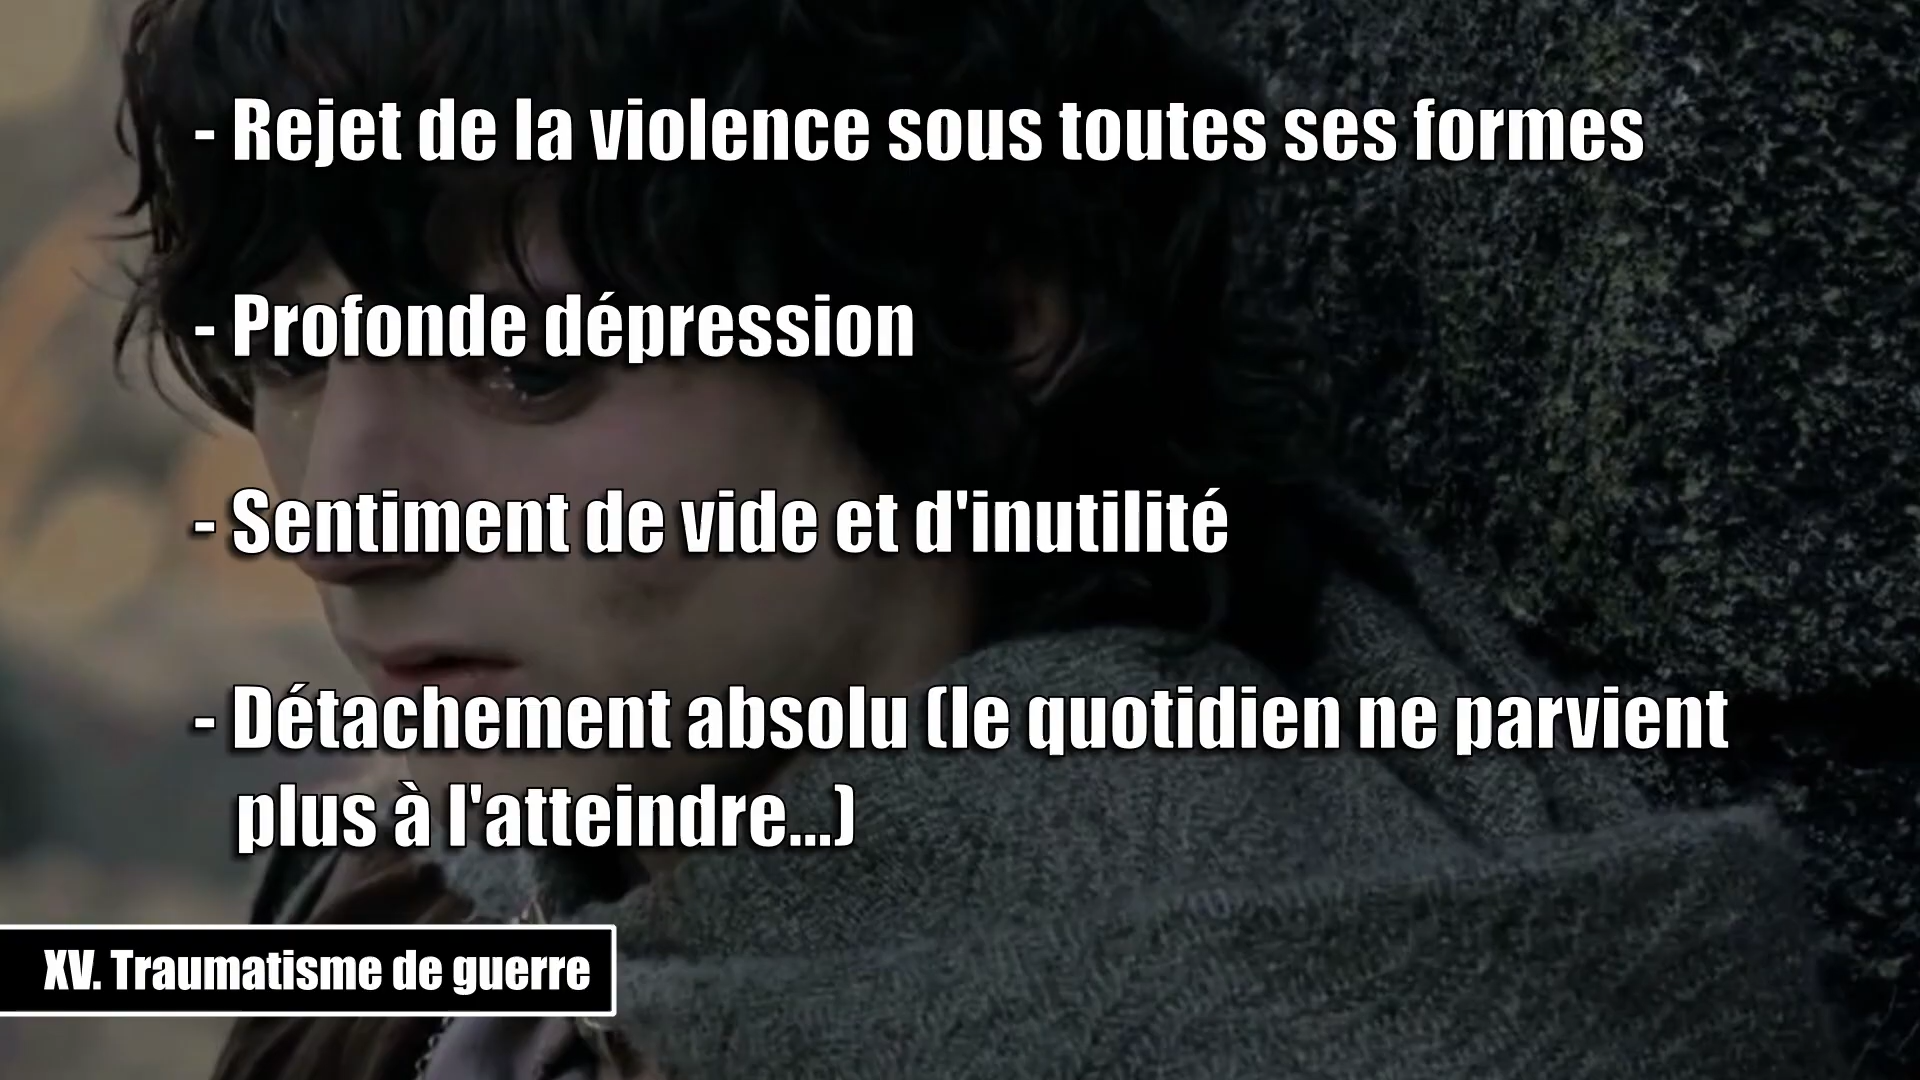 - Rejet de la violence sous toutes ses formes
- Profonde dépression
- Sentiment de vide et d'inutilité
- Détachement absolu (le quotidien ne parvient
plus à l'atteindre...)
XV. Traumatisme de guerre